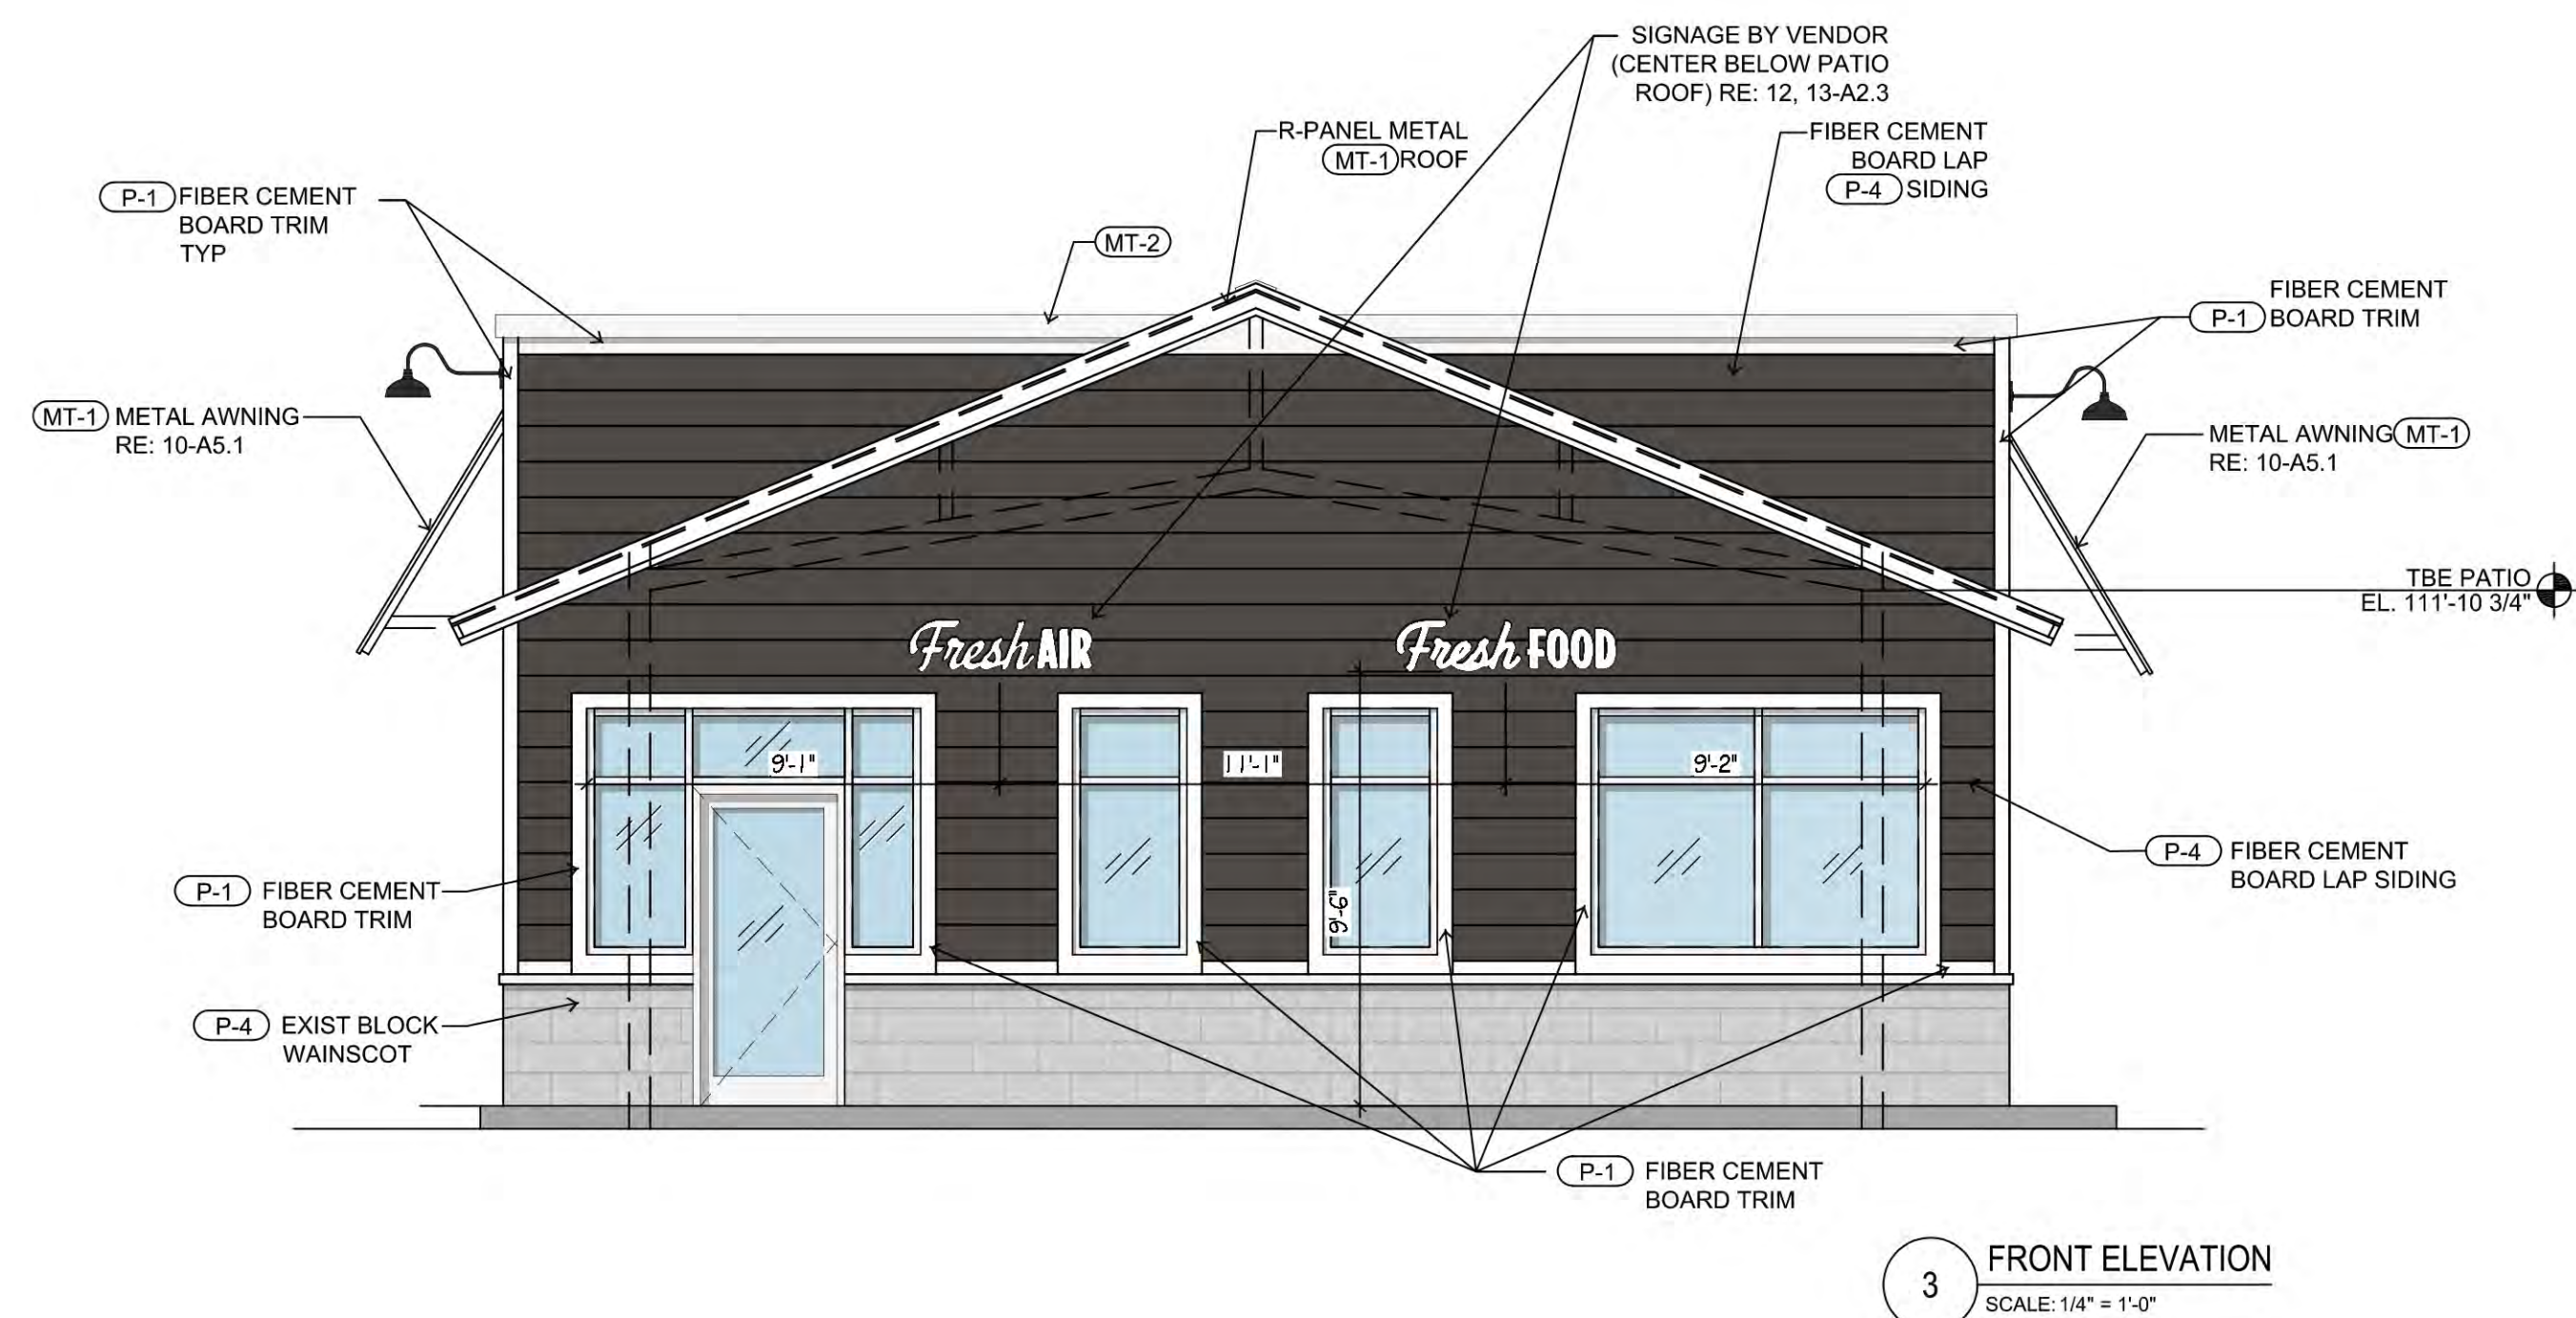 SIGNAGE BY VENDOR
(CENTER BELOW PATIO
ROOF) RE: 12, 13-A2.3
R-PANEL METAL
MT-1 ROOF
FIBER CEMENT
BOARD LAP
P-4 SIDING
P-1 FIBER CEMENT
BOARD TRIM
TYP
MT-2
FIBER CEMENT
P-1 BOARD TRIM
MT-1 METAL AWNING
RE: 10-A5.1
METAL AWNING MT-1
RE: 10-A5.1
TBE PATIO
EL. 111'-10 3/4"
Fresh AIR
Fresh FOOD
9'-1"
11'-1"
9'-2"
9'-6"
P-4 FIBER CEMENT
BOARD LAP SIDING
P-1 FIBER CEMENT
BOARD TRIM
P-4 EXIST BLOCK
WAINSCOT
P-1 FIBER CEMENT
BOARD TRIM
3 FRONT ELEVATION
SCALE: 1/4" = 1'-0"